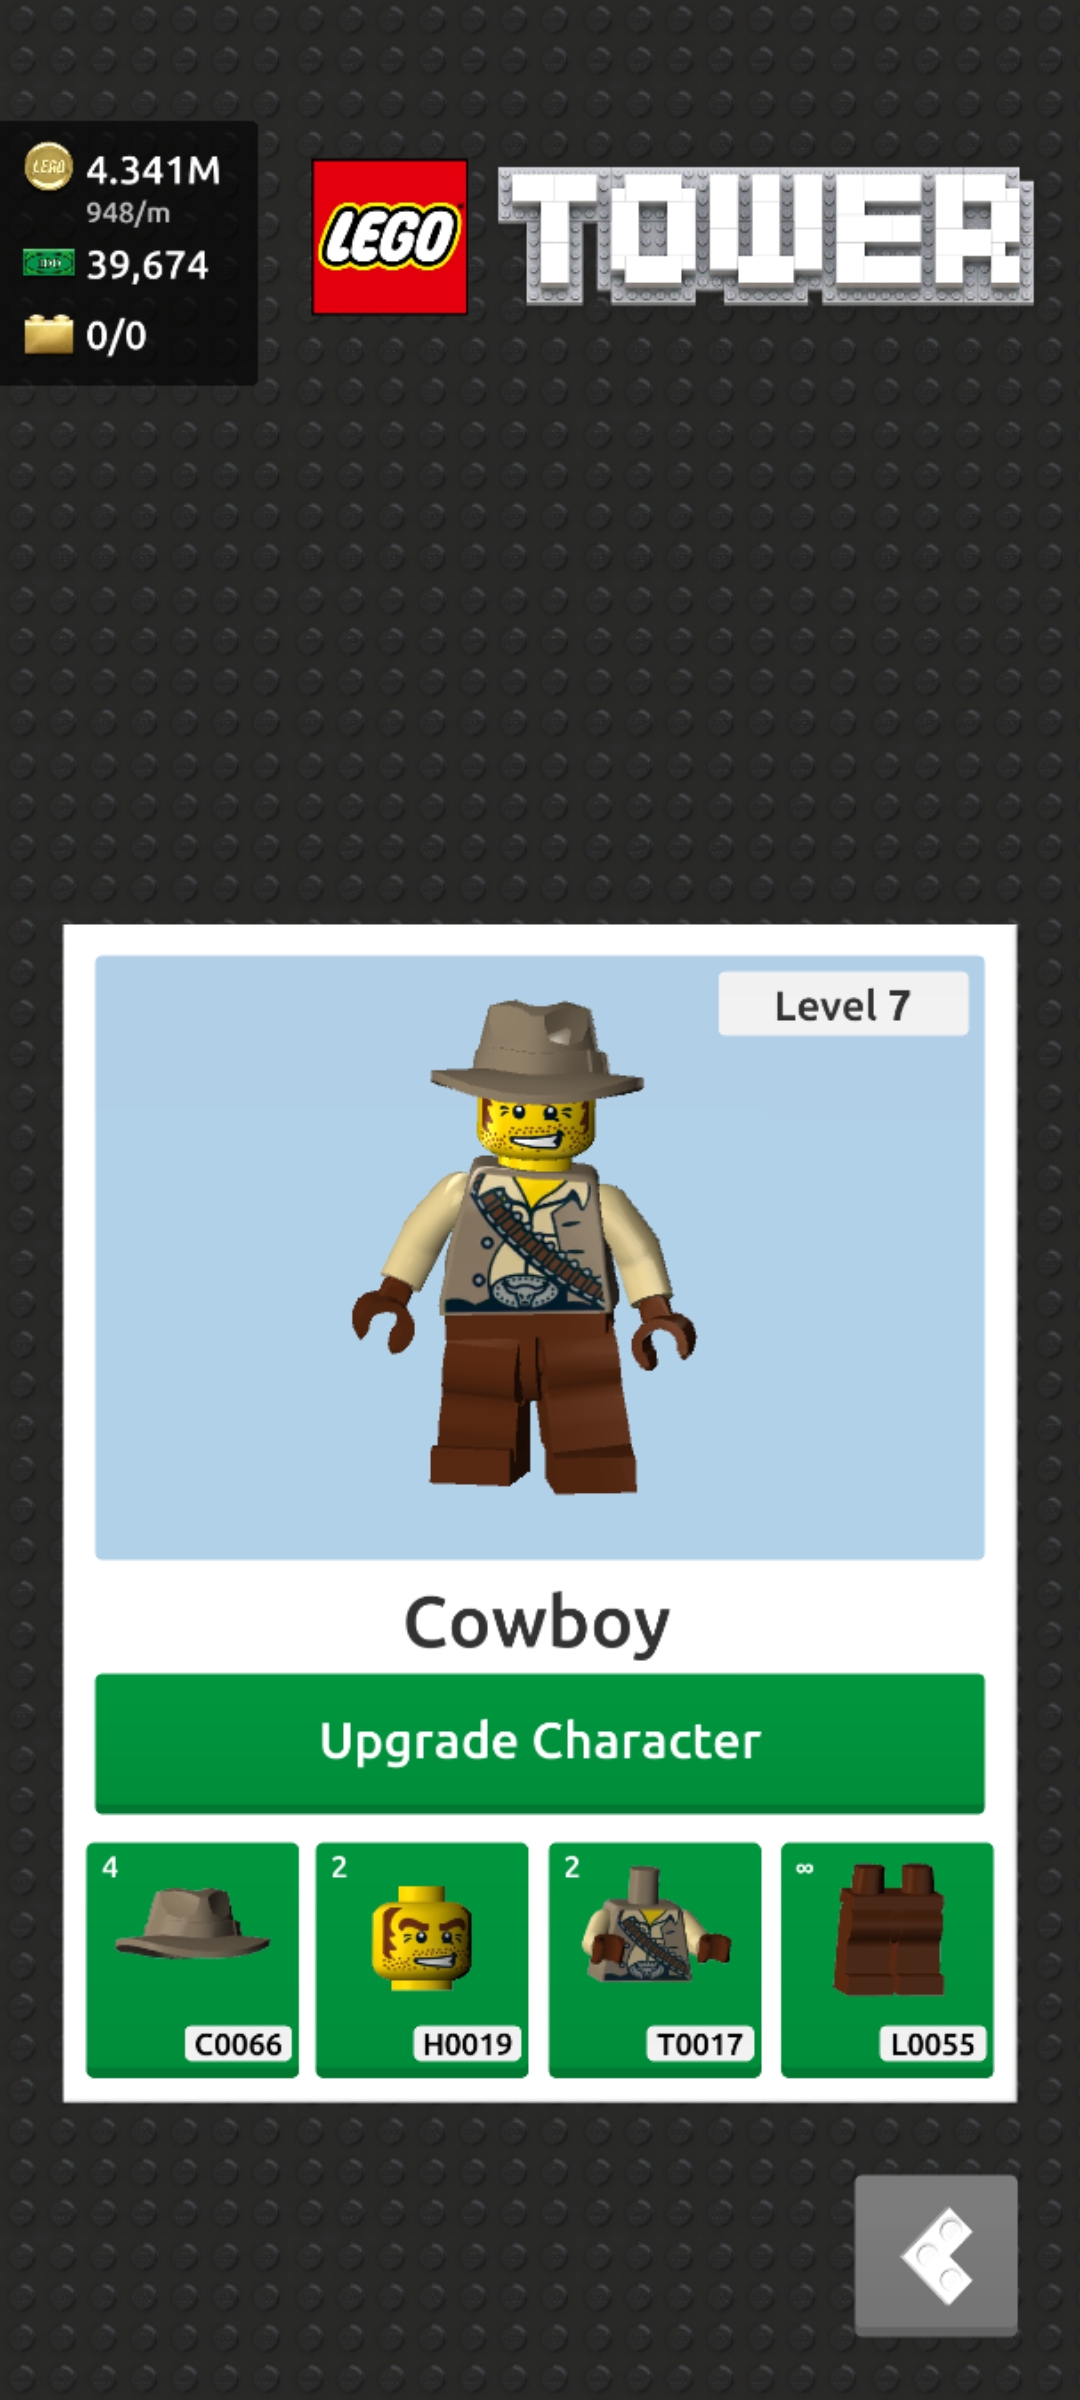 LEGO
4.341M
948/m
39,674
0/0
LEGO TOWER
Level 7
Cowboy
Upgrade Character
4
C0066
2
H0019
2
T0017
∞
L0055